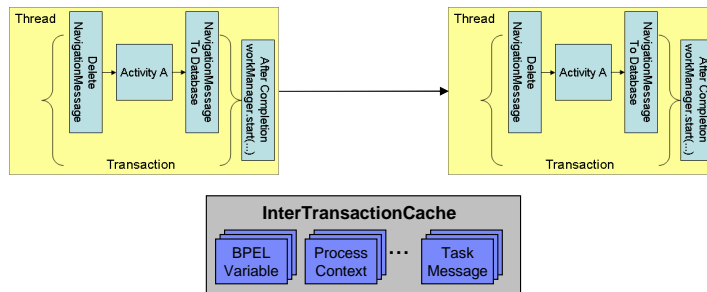 Thread
Delete
NavigationMessage
Activity A
NavigationMessage
To Database
After Completion
workManager.start(...)
Transaction
Thread
Delete
NavigationMessage
Activity A
NavigationMessage
To Database
After Completion
workManager.start(...)
Transaction
InterTransactionCache
BPEL
Variable
Process
Context
...
Task
Message